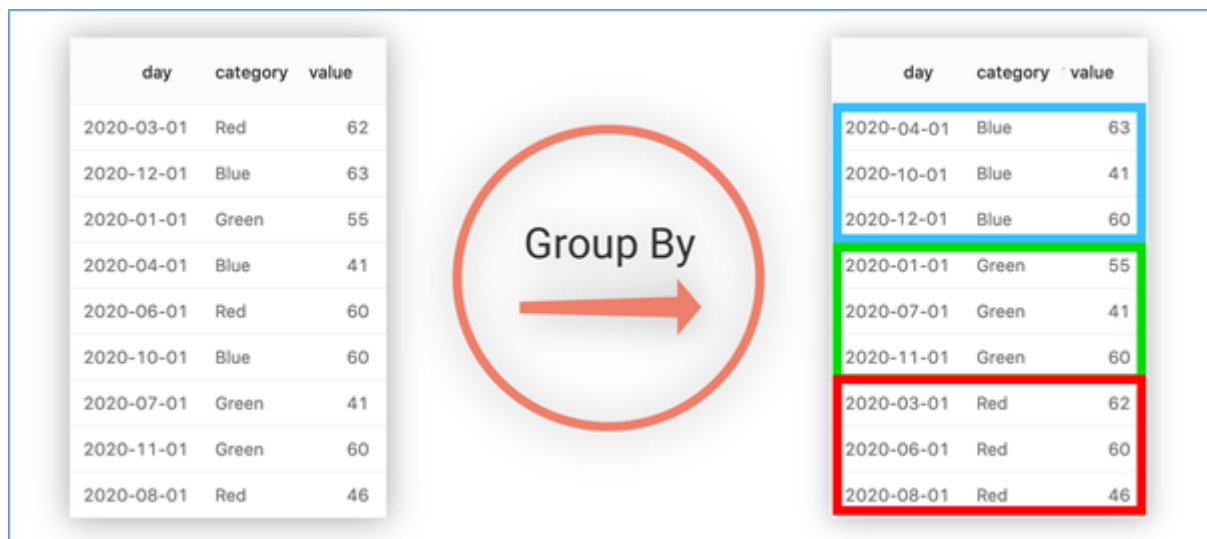 day category value
2020-03-01 Red 62
2020-12-01 Blue 63
2020-01-01 Green 55
2020-04-01 Blue 41
2020-06-01 Red 60
2020-10-01 Blue 60
2020-07-01 Green 41
2020-11-01 Green 60
2020-08-01 Red 46
Group By
day category value
2020-04-01 Blue 63
2020-10-01 Blue 41
2020-12-01 Blue 60
2020-01-01 Green 55
2020-07-01 Green 41
2020-11-01 Green 60
2020-03-01 Red 62
2020-06-01 Red 60
2020-08-01 Red 46